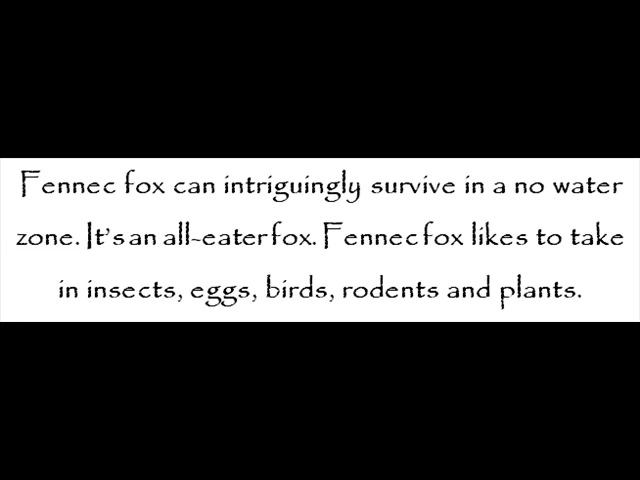 Fennec fox can intriguingly survive in a no water
zone. It's an all-eater fox. Fennec fox likes to take
in insects, eggs, birds, rodents and plants.